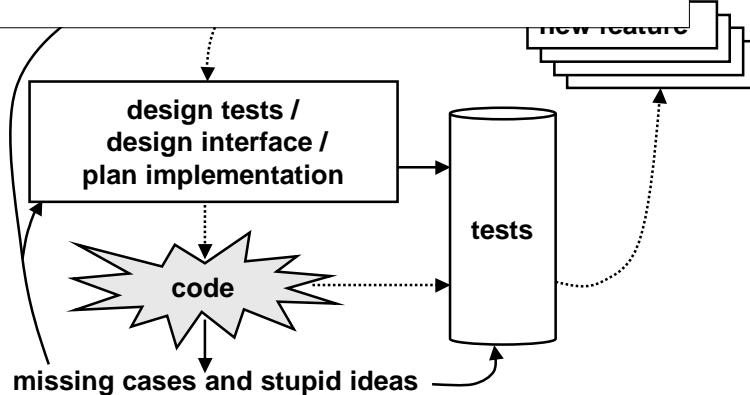 new feature
design tests /
design interface /
plan implementation
tests
code
missing cases and stupid ideas